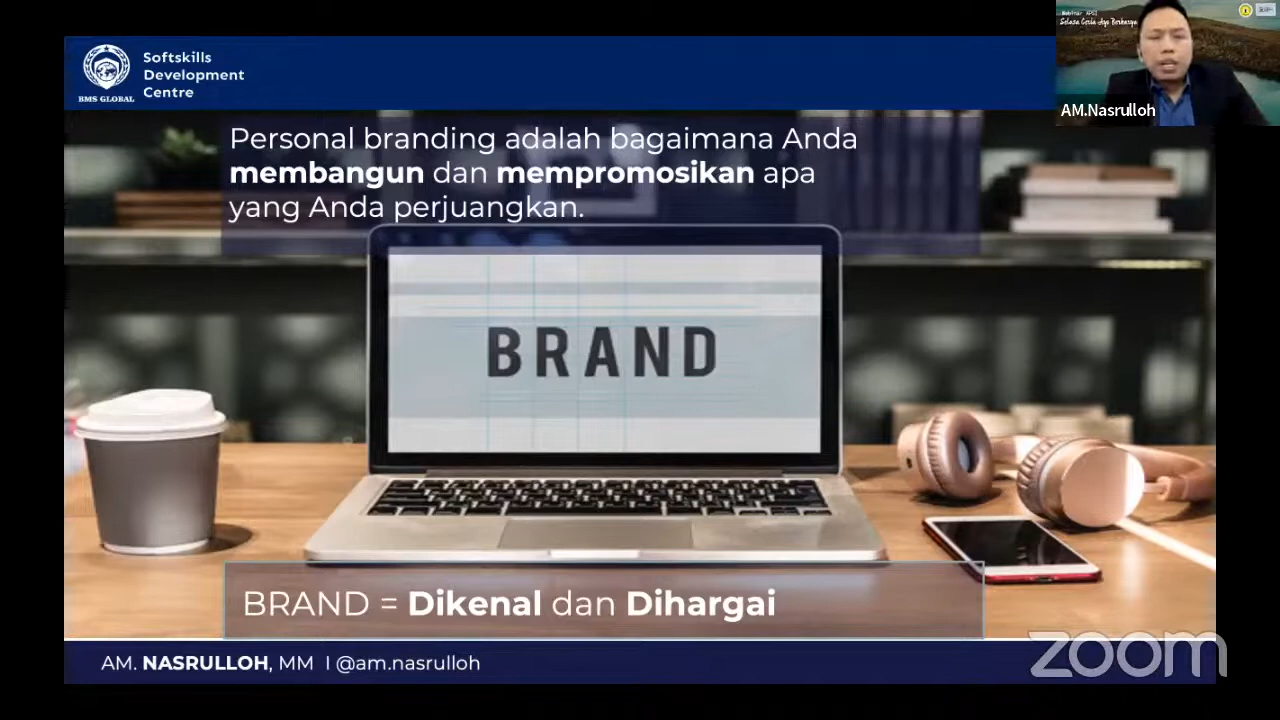 Softskills
Development
Centre
BMS GLOBAL
AM.Nasrulloh
Personal branding adalah bagaimana Anda
membangun dan mempromosikan apa
yang Anda perjuangkan.
BRAND
BRAND = Dikenal dan Dihargai
AM. NASRULLOH, MM I @am.nasrulloh
zoom